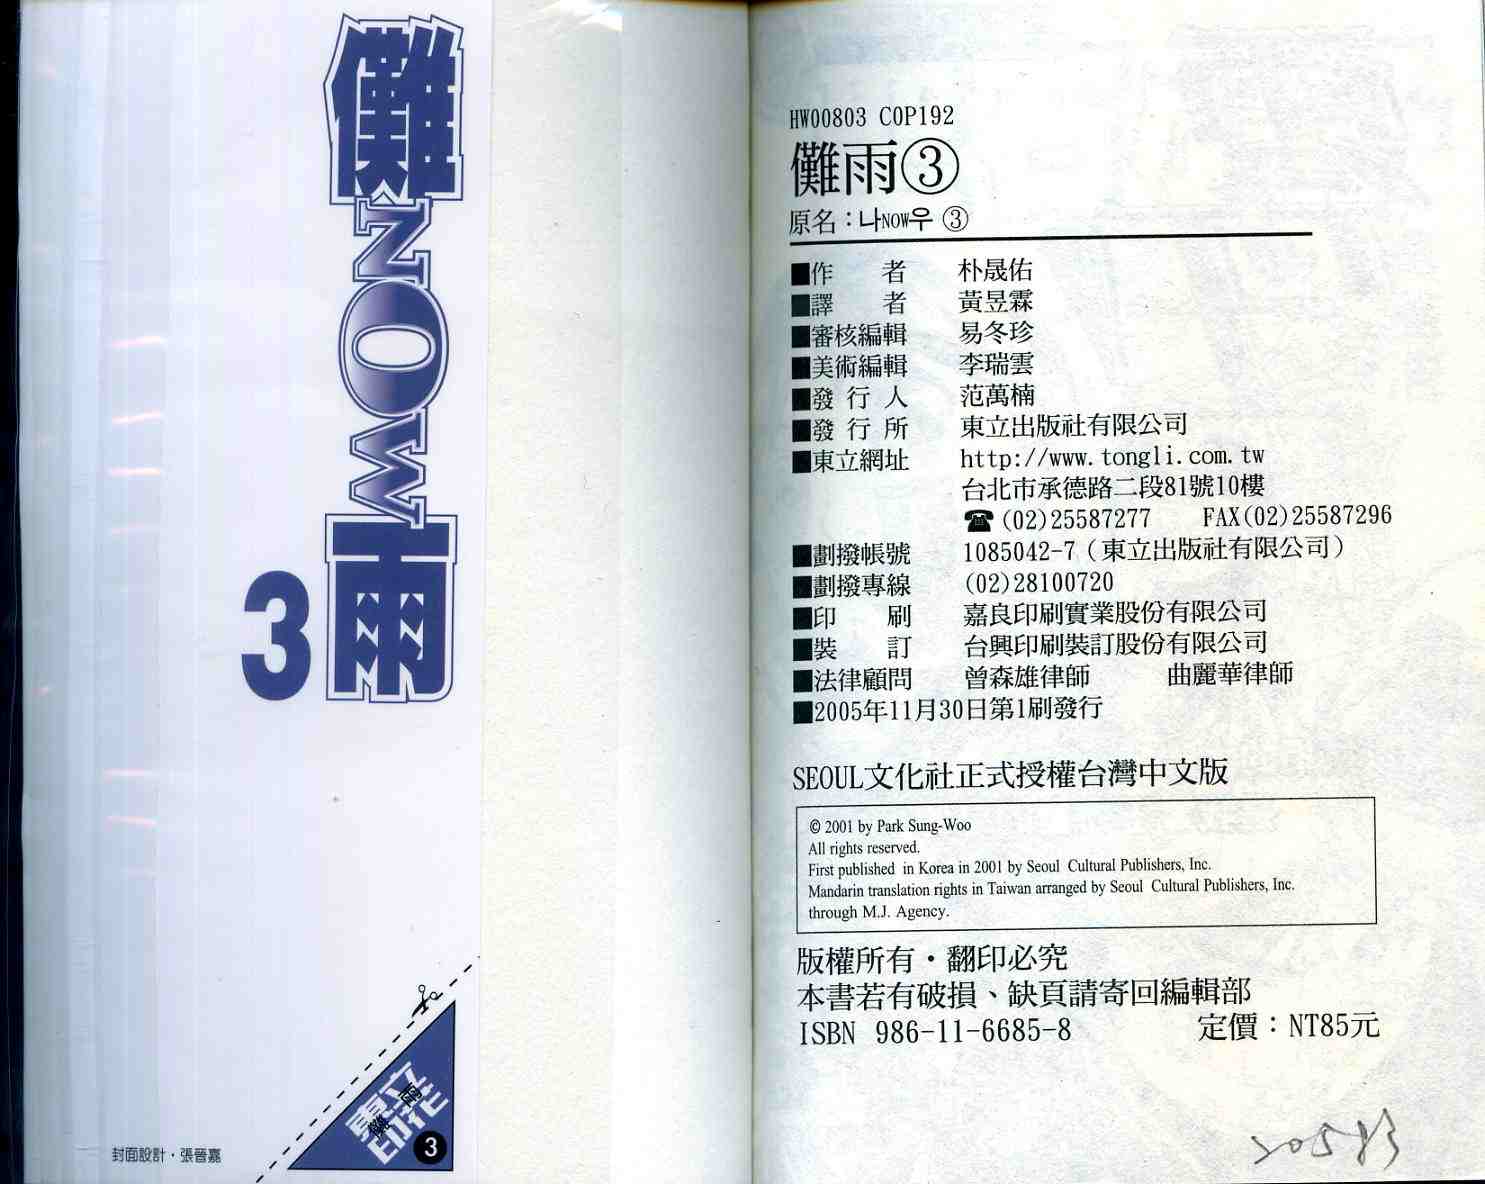 儺
NOW
雨
3
東立
印花
儺雨
3
封面設計・張晉嘉
HW00803 COP192
儺雨③
原名：나NOW우 ③
■作　者　朴晟佑
■譯　者　黃昱霖
■審核編輯　易冬珍
■美術編輯　李瑞雲
■發行人　范萬楠
■發行所　東立出版社有限公司
■東立網址　http://www.tongli.com.tw
台北市承德路二段81號10樓
☎(02)25587277　FAX(02)25587296
■劃撥帳號　1085042-7（東立出版社有限公司）
■劃撥專線　(02)28100720
■印　刷　嘉良印刷實業股份有限公司
■裝　訂　台興印刷裝訂股份有限公司
■法律顧問　曾森雄律師　曲麗華律師
■2005年11月30日第1刷發行
SEOUL文化社正式授權台灣中文版
© 2001 by Park Sung-Woo
All rights reserved.
First published in Korea in 2001 by Seoul Cultural Publishers, Inc.
Mandarin translation rights in Taiwan arranged by Seoul Cultural Publishers, Inc.
through M.J. Agency.
版權所有・翻印必究
本書若有破損、缺頁請寄回編輯部
ISBN 986-11-6685-8　定價：NT85元